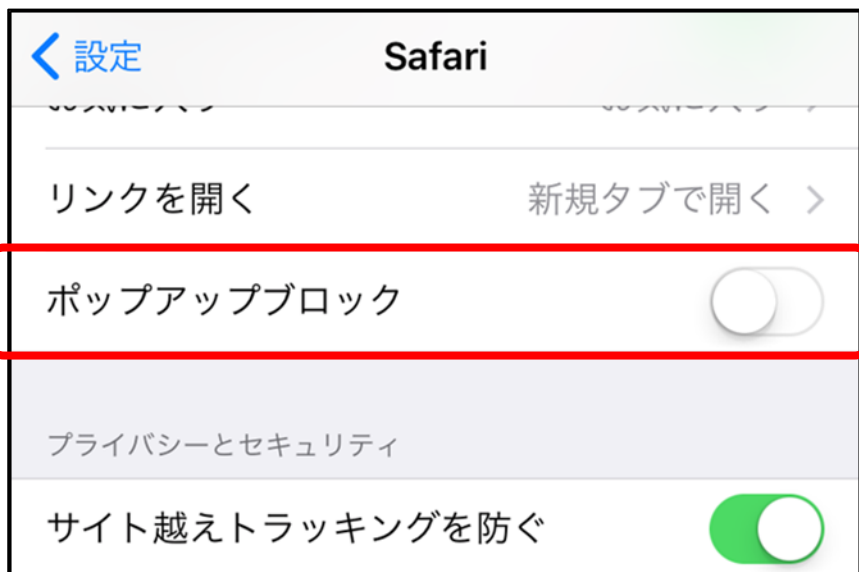 設定
Safari
リンクを開く 新規タブで開く
ポップアップブロック
プライバシーとセキュリティ
サイト越えトラッキングを防ぐ